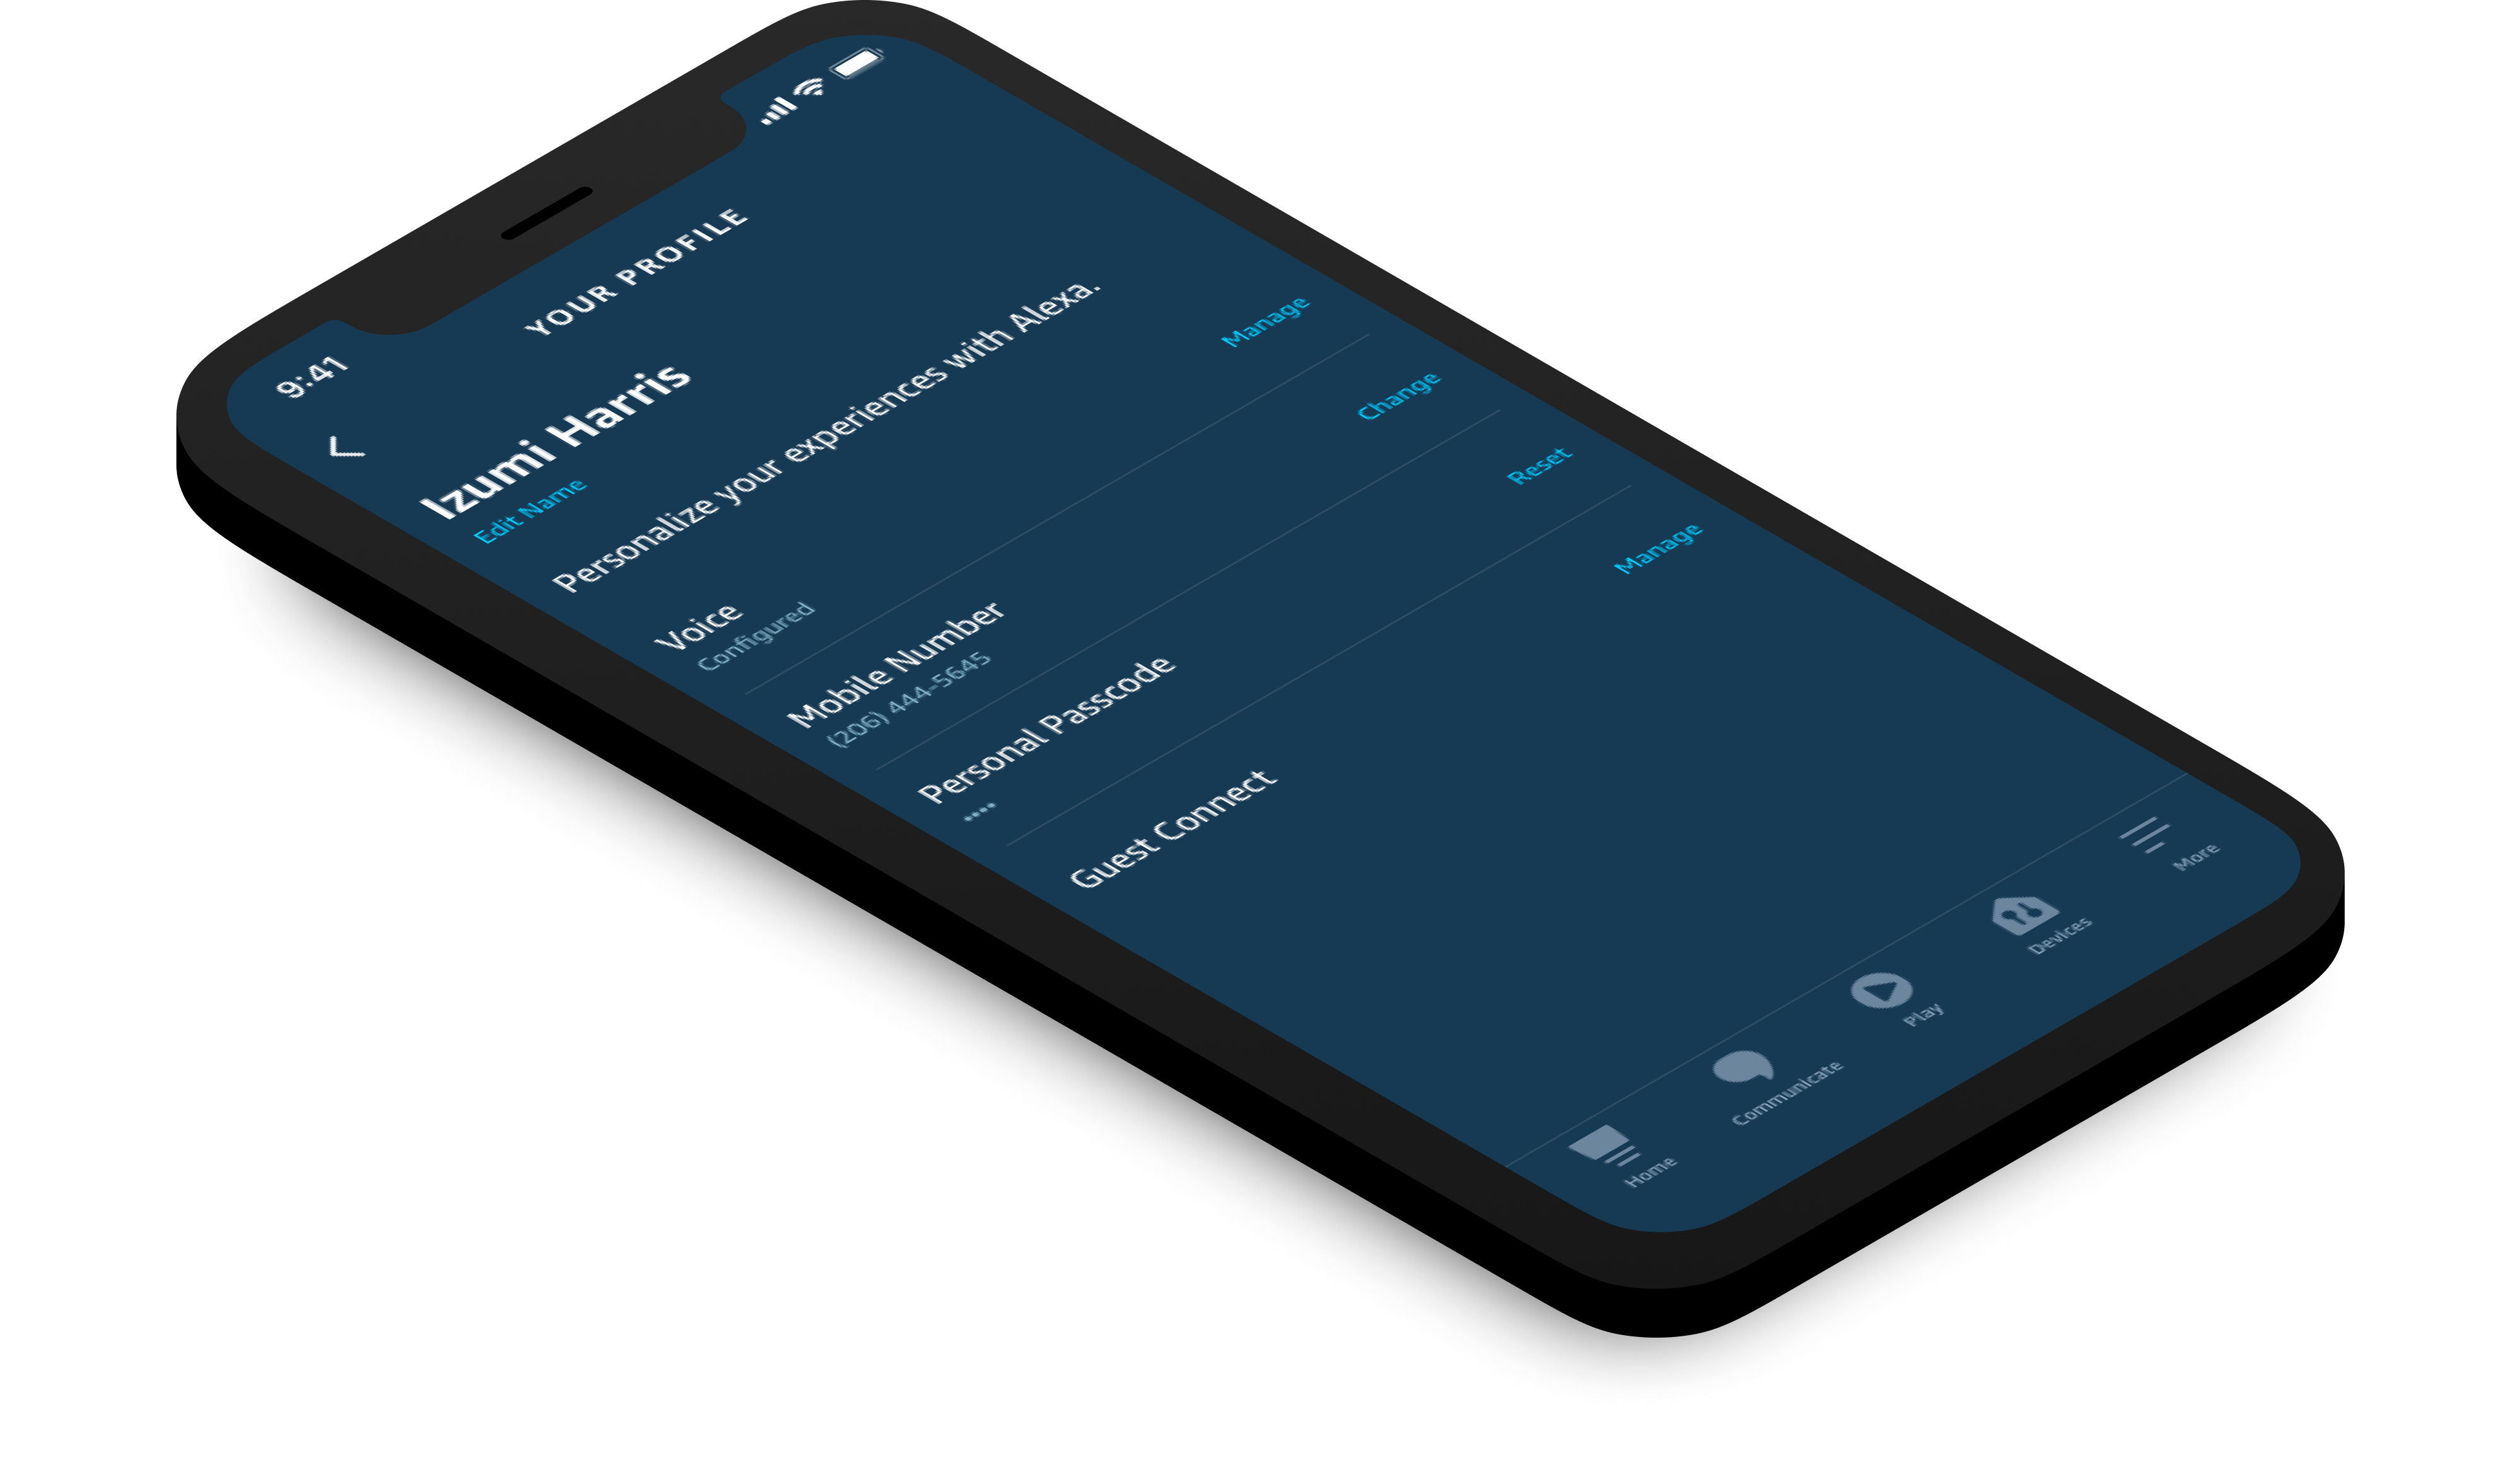 9:41
YOUR PROFILE
Izumi Harris
Edit Name
Personalize your experiences with Alexa.
Voice
Configured
Manage
Mobile Number
(206) 444-5645
Change
Personal Passcode
••••
Reset
Guest Connect
Manage
Home
Communicate
Play
Devices
More